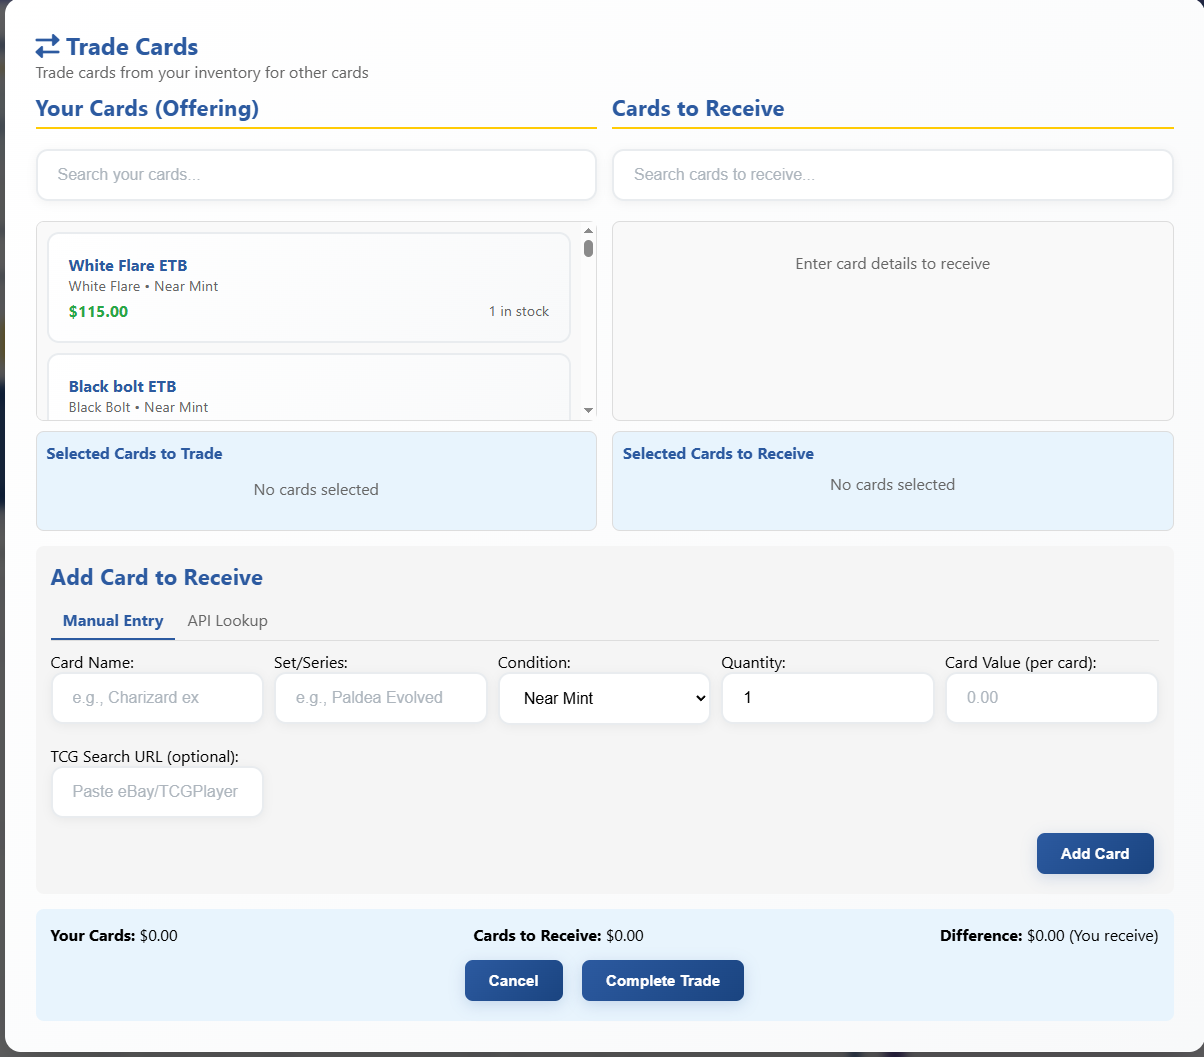 Trade Cards
Trade cards from your inventory for other cards
Your Cards (Offering)
Search your cards...
White Flare ETB
White Flare • Near Mint
$115.00
1 in stock
Black bolt ETB
Black Bolt • Near Mint
Selected Cards to Trade
No cards selected
Cards to Receive
Search cards to receive...
Enter card details to receive
Selected Cards to Receive
No cards selected
Add Card to Receive
Manual Entry
API Lookup
Card Name:
e.g., Charizard ex
Set/Series:
e.g., Paldea Evolved
Condition:
Near Mint
Quantity:
1
Card Value (per card):
0.00
TCG Search URL (optional):
Paste eBay/TCGPlayer
Add Card
Your Cards: $0.00
Cards to Receive: $0.00
Difference: $0.00 (You receive)
Cancel
Complete Trade